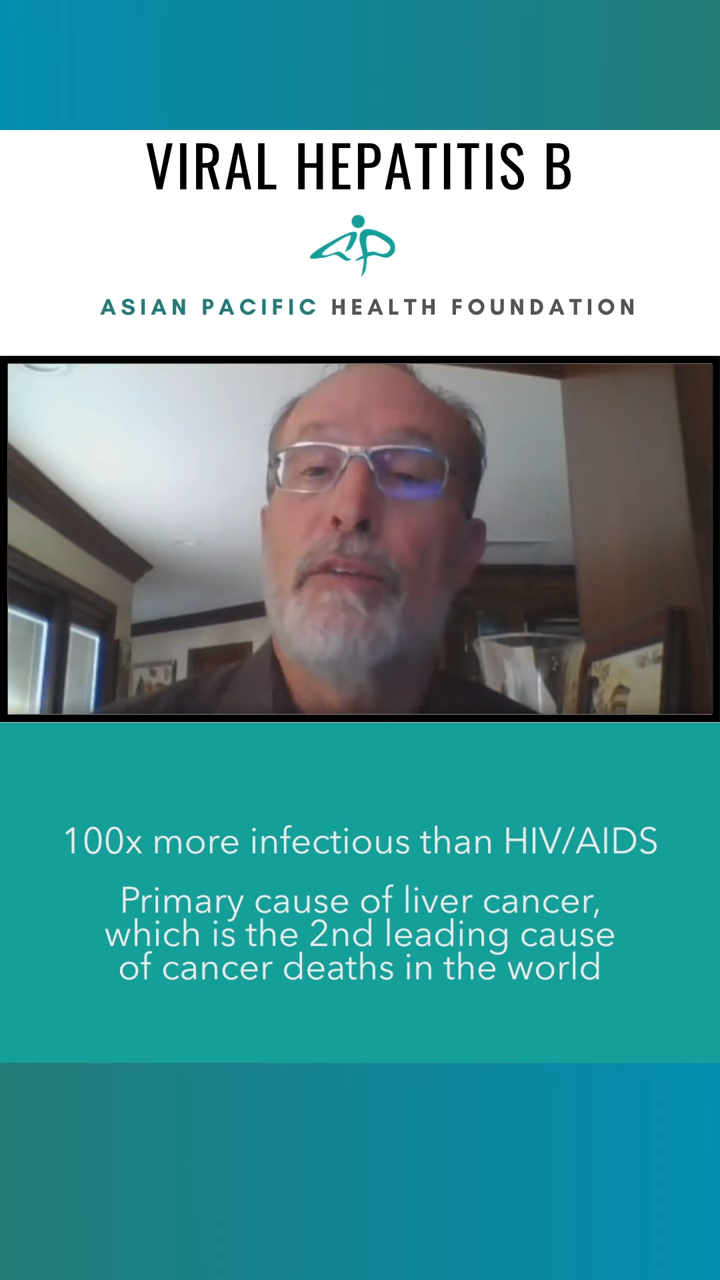 VIRAL HEPATITIS B
ASIAN PACIFIC HEALTH FOUNDATION
100x more infectious than HIV/AIDS
Primary cause of liver cancer,
which is the 2nd leading cause
of cancer deaths in the world